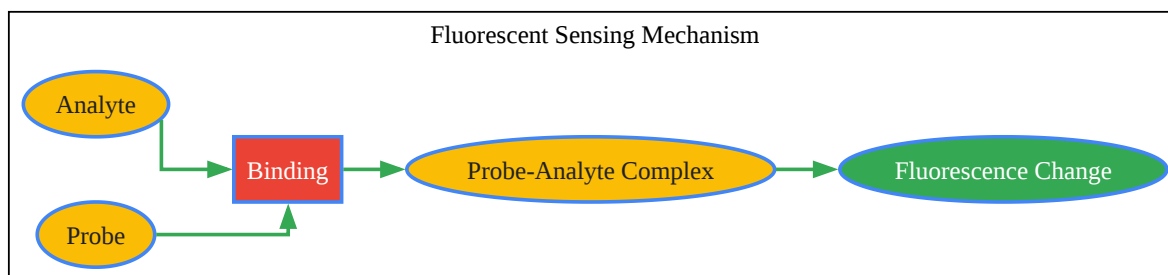 Fluorescent Sensing Mechanism
Analyte
Binding
Probe-Analyte Complex
Fluorescence Change
Probe